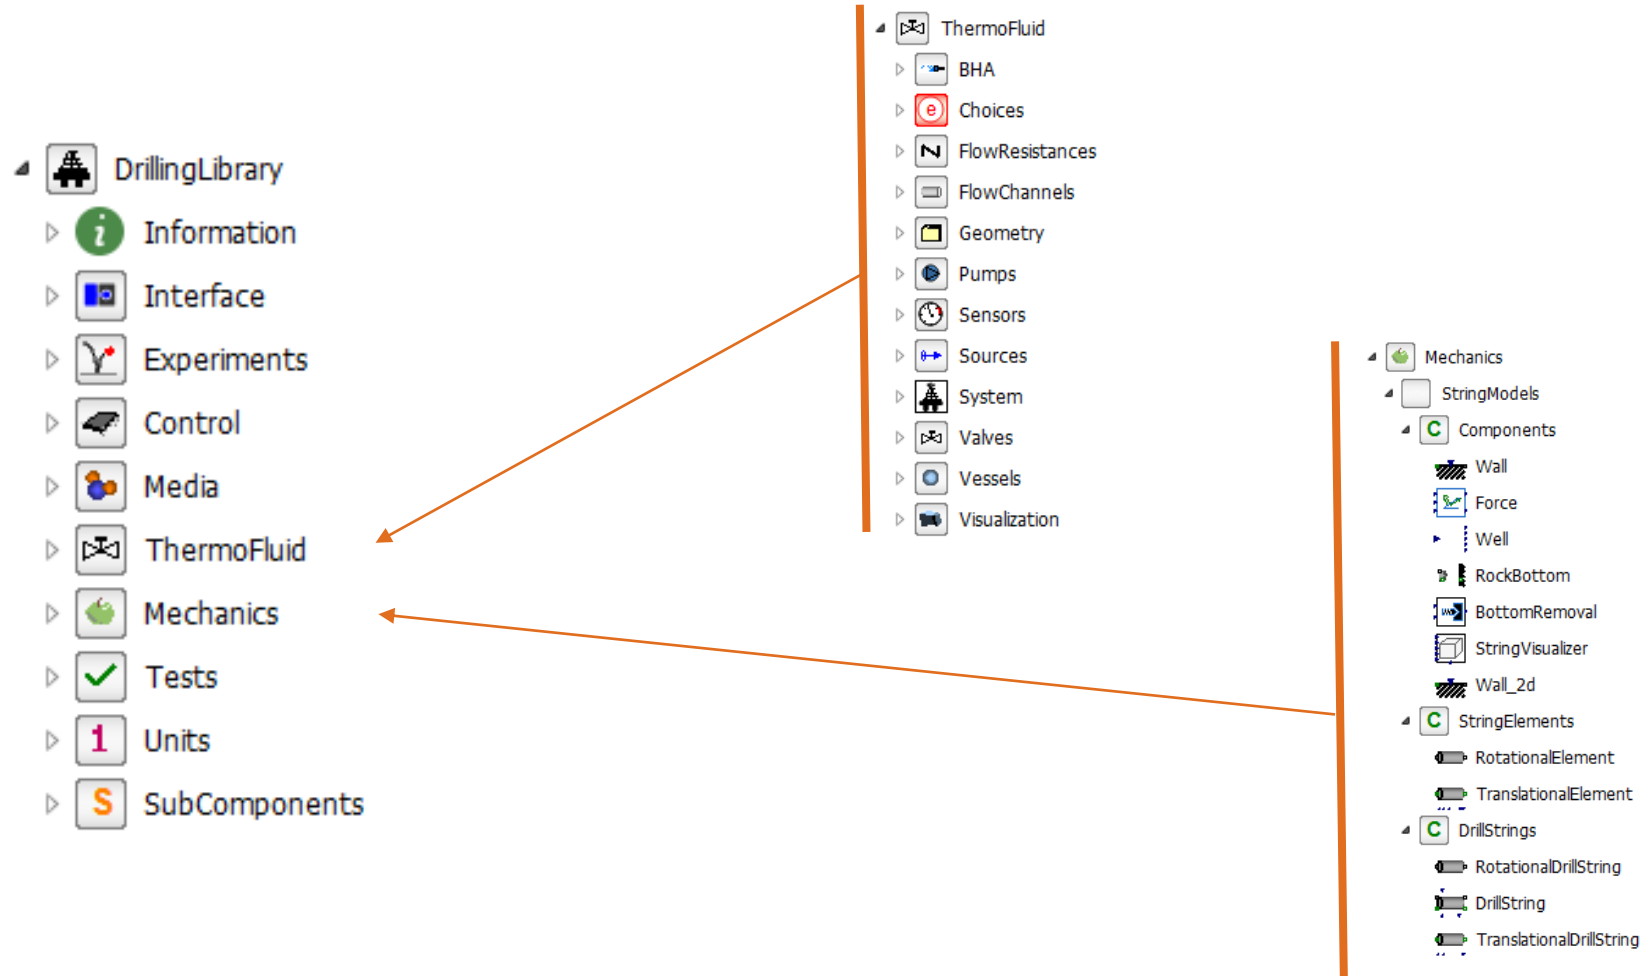 DrillingLibrary
Information
Interface
Experiments
Control
Media
ThermoFluid
Mechanics
Tests
1
Units
S
SubComponents
ThermoFluid
BHA
e
Choices
FlowResistances
FlowChannels
Geometry
Pumps
Sensors
Sources
System
Valves
Vessels
Visualization
Mechanics
StringModels
C Components
Wall
Force
Well
RockBottom
BottomRemoval
StringVisualizer
Wall_2d
C StringElements
RotationalElement
TranslationalElement
C DrillStrings
RotationalDrillString
DrillString
TranslationalDrillString